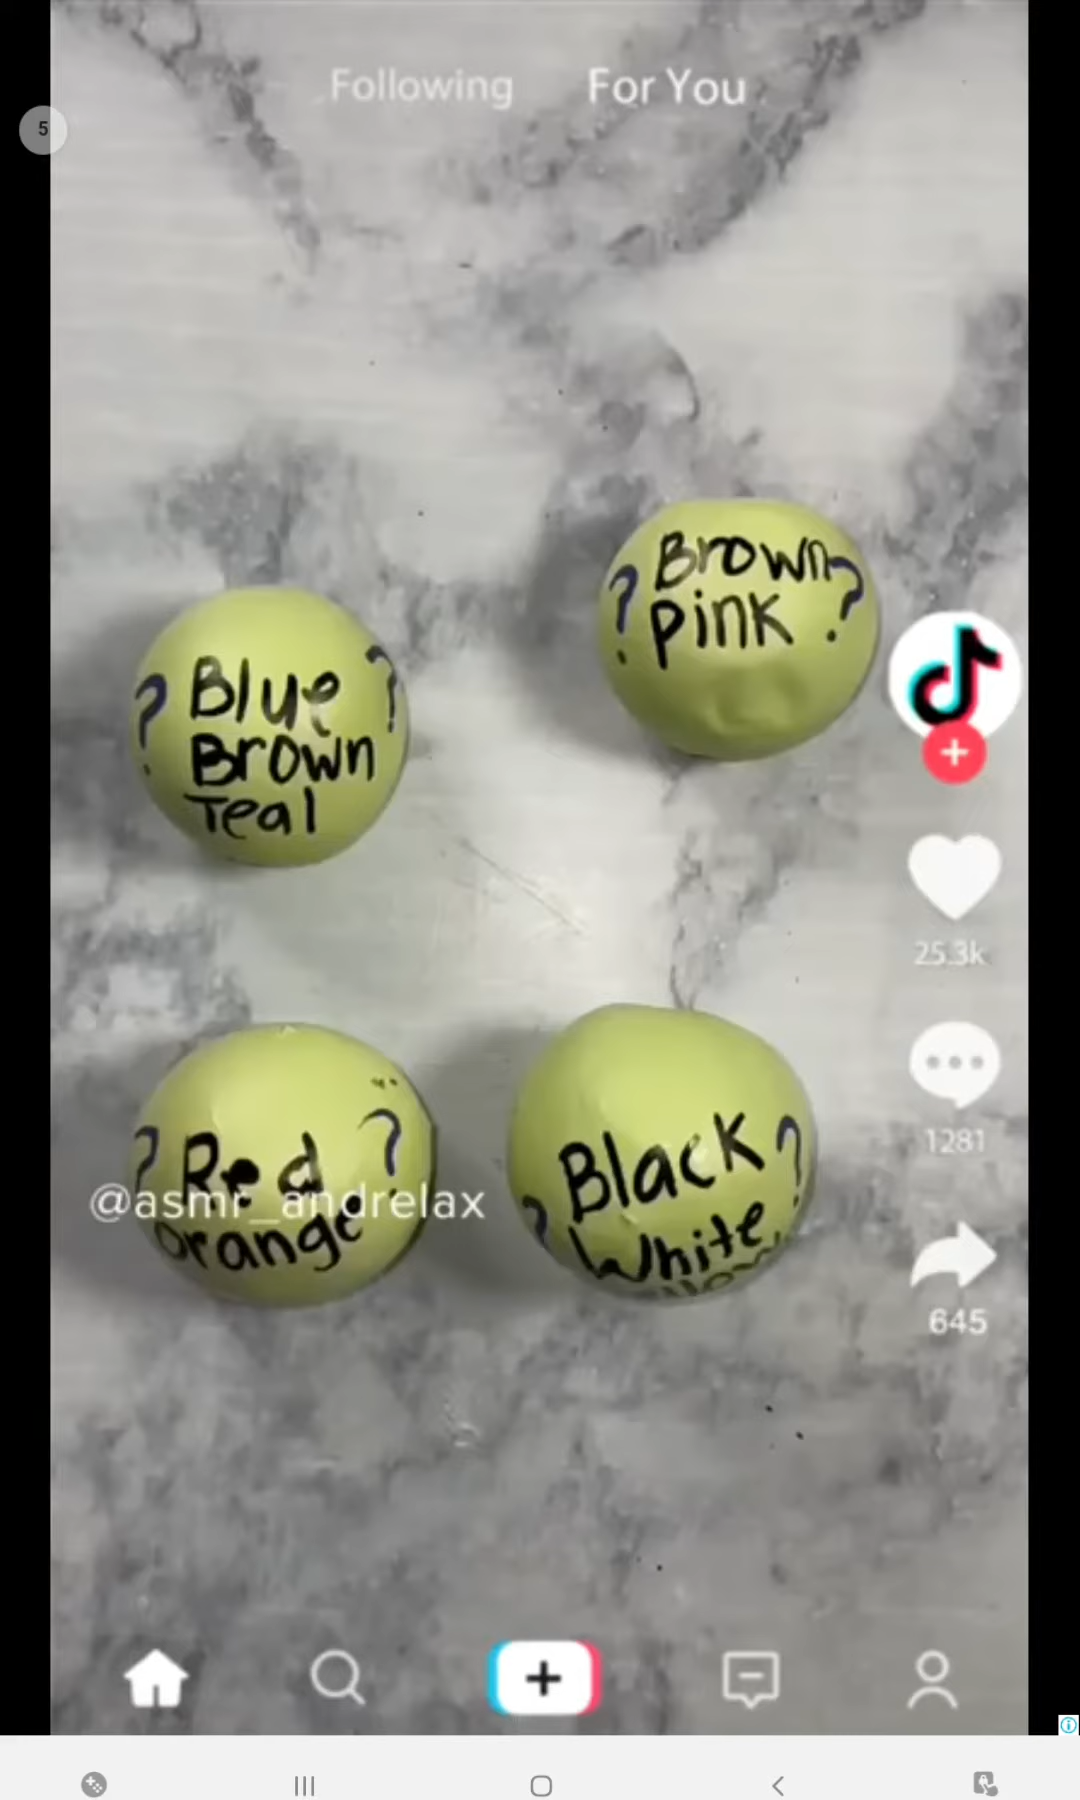 Following For You
5
Brown
? pink ?
? Blue ?
Brown
Teal
25.3k
1281
? Red ?
@asmr_andrelax
orange
Black ?
? White
645